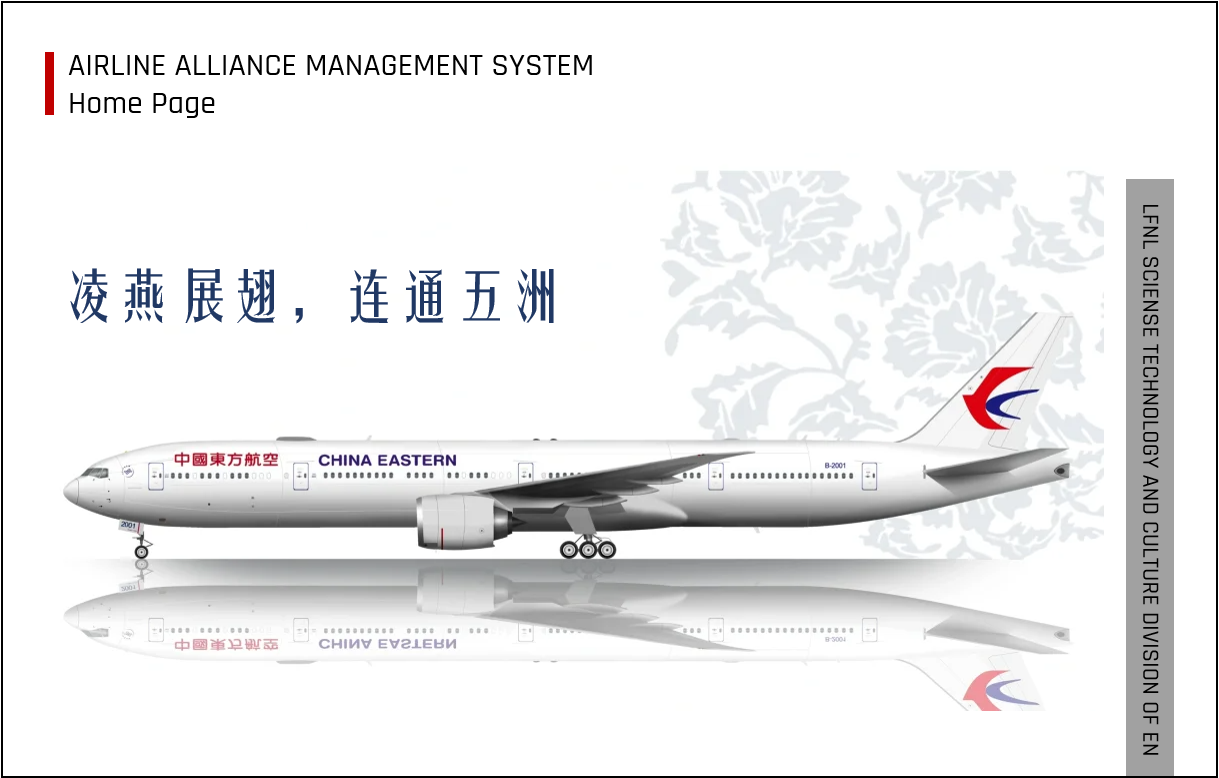 AIRLINE ALLIANCE MANAGEMENT SYSTEM
Home Page
凌燕展翅，连通五洲
中國東方航空 CHINA EASTERN
B-2001
2001
LFNL SCIENSE TECHNOLOGY AND CULTURE DIVISION OF EN